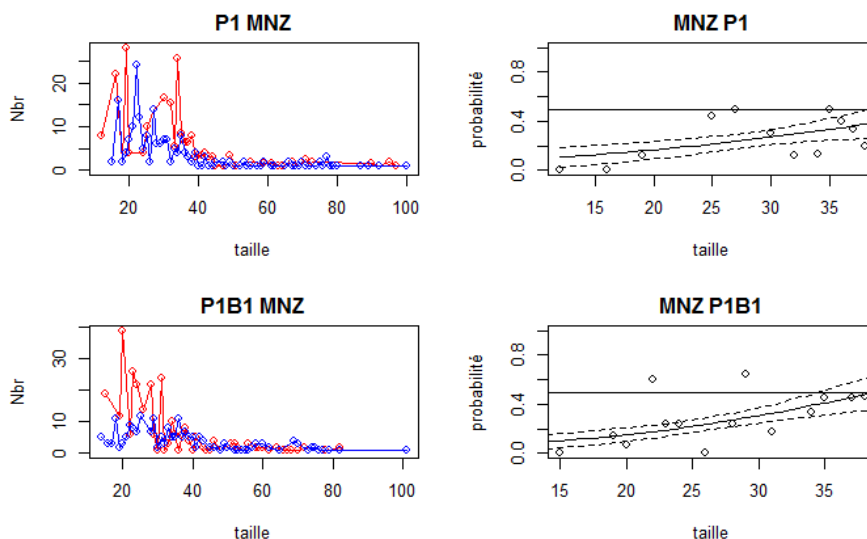 P1 MNZ
Nbr
0 10 20
20 40 60 80 100
taille
MNZ P1
probabilité
0.0 0.4 0.8
15 20 25 30 35
taille
P1B1 MNZ
Nbr
0 10 30
20 40 60 80 100
taille
MNZ P1B1
probabilité
0.0 0.4 0.8
15 20 25 30 35
taille